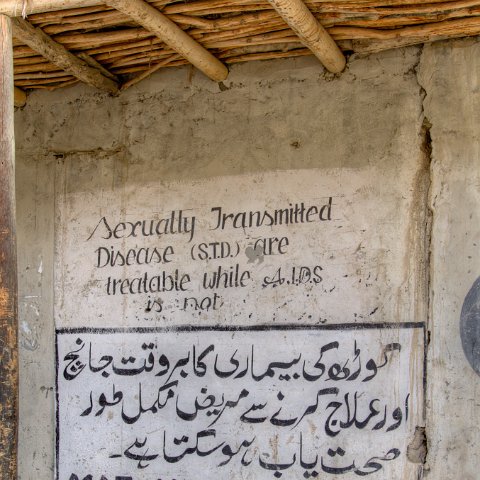 Sexually Transmitted
Disease (S.T.D.) are
treatable while A.I.D.S
is not
کوڑھ کی بیماری کا بروقت جانچ
اور علاج کرنے سے مریض مکمل طور
صحت یاب ہوسکتا ہے۔